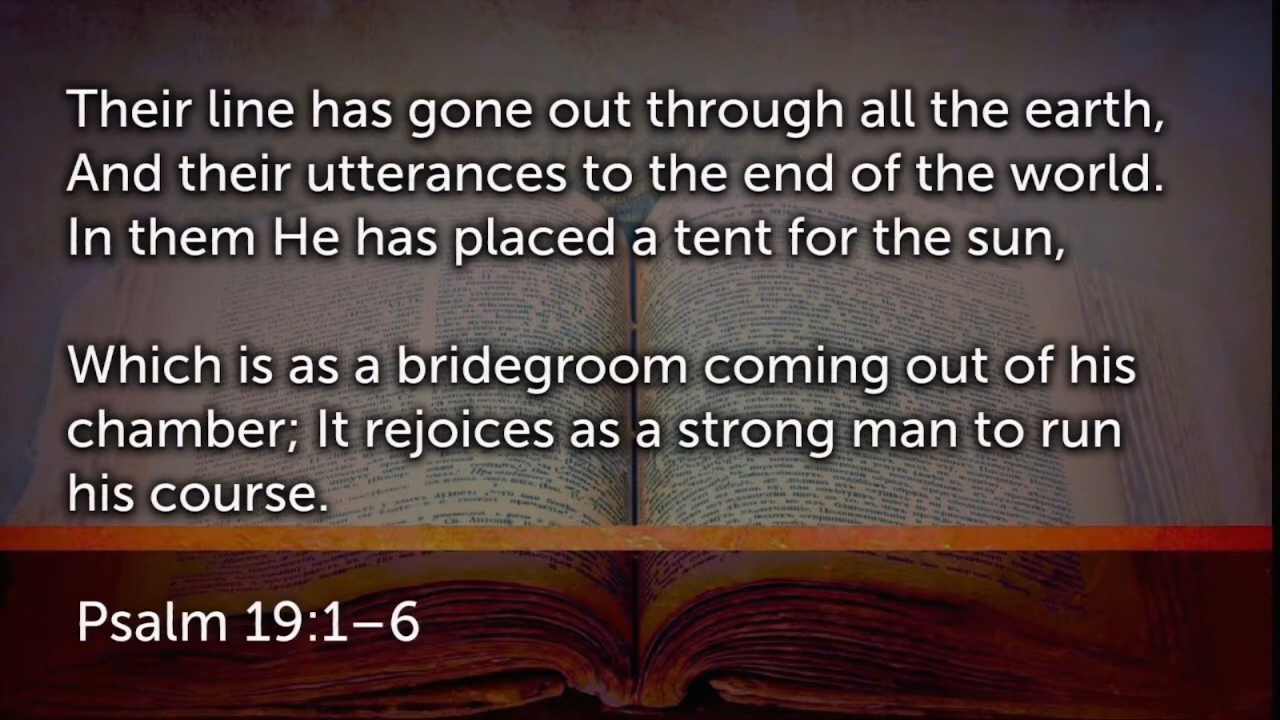 Their line has gone out through all the earth,
And their utterances to the end of the world.
In them He has placed a tent for the sun,
Which is as a bridegroom coming out of his
chamber; It rejoices as a strong man to run
his course.
Psalm 19:1–6